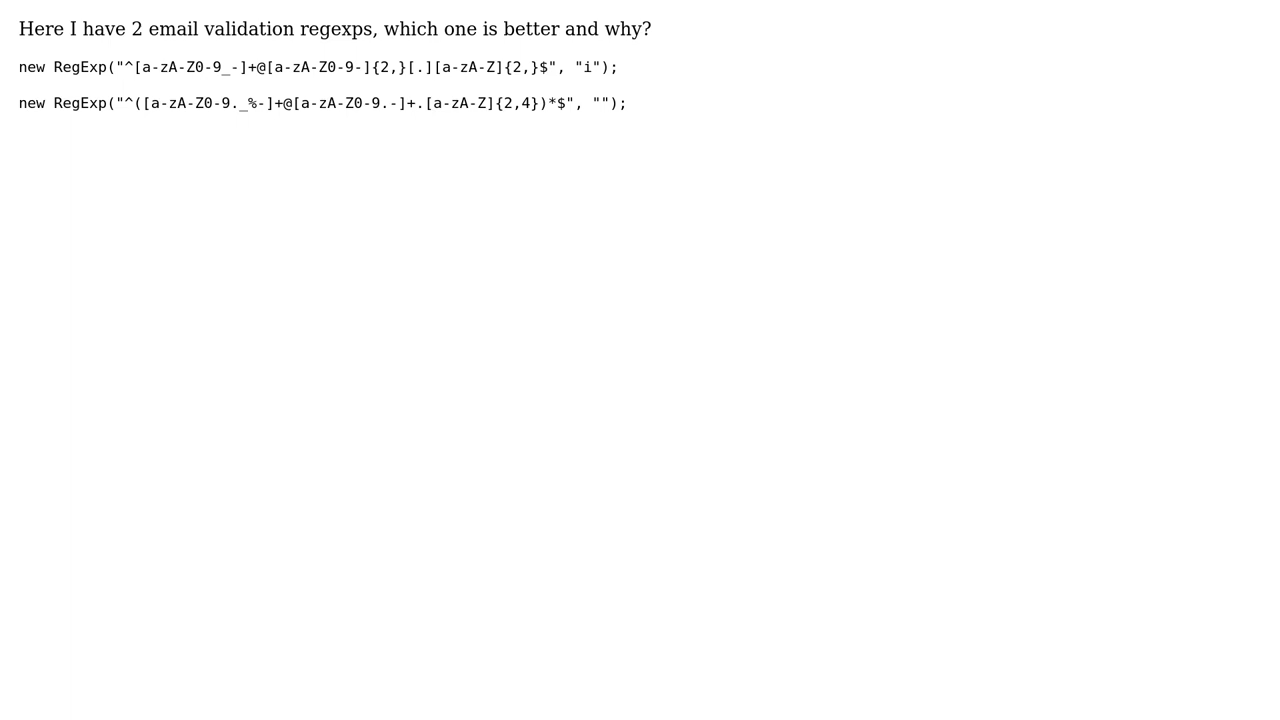 Here I have 2 email validation regexps, which one is better and why?
new RegExp("^[a-zA-Z0-9_-]+@[a-zA-Z0-9-]{2,}[.][a-zA-Z]{2,}$", "i");
new RegExp("^([a-zA-Z0-9._%-]+@[a-zA-Z0-9.-]+.[a-zA-Z]{2,4})*$", "");